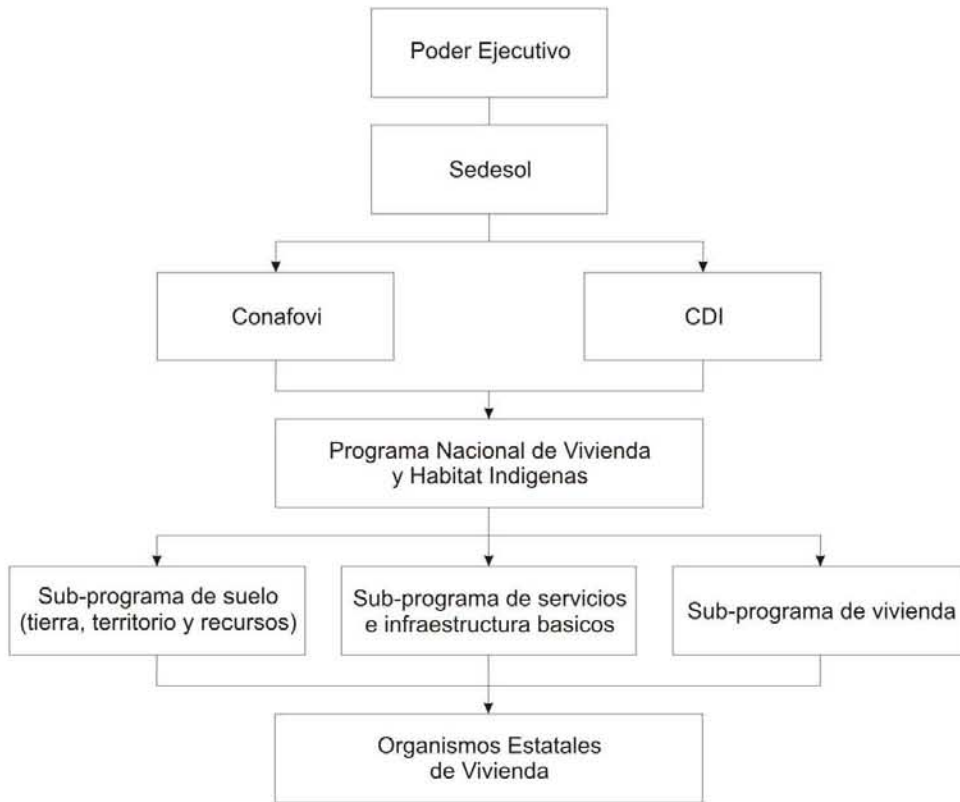 Poder Ejecutivo
Sedesol
Conafovi
CDI
Programa Nacional de Vivienda
y Habitat Indigenas
Sub-programa de suelo
(tierra, territorio y recursos)
Sub-programa de servicios
e infraestructura basicos
Sub-programa de vivienda
Organismos Estatales
de Vivienda